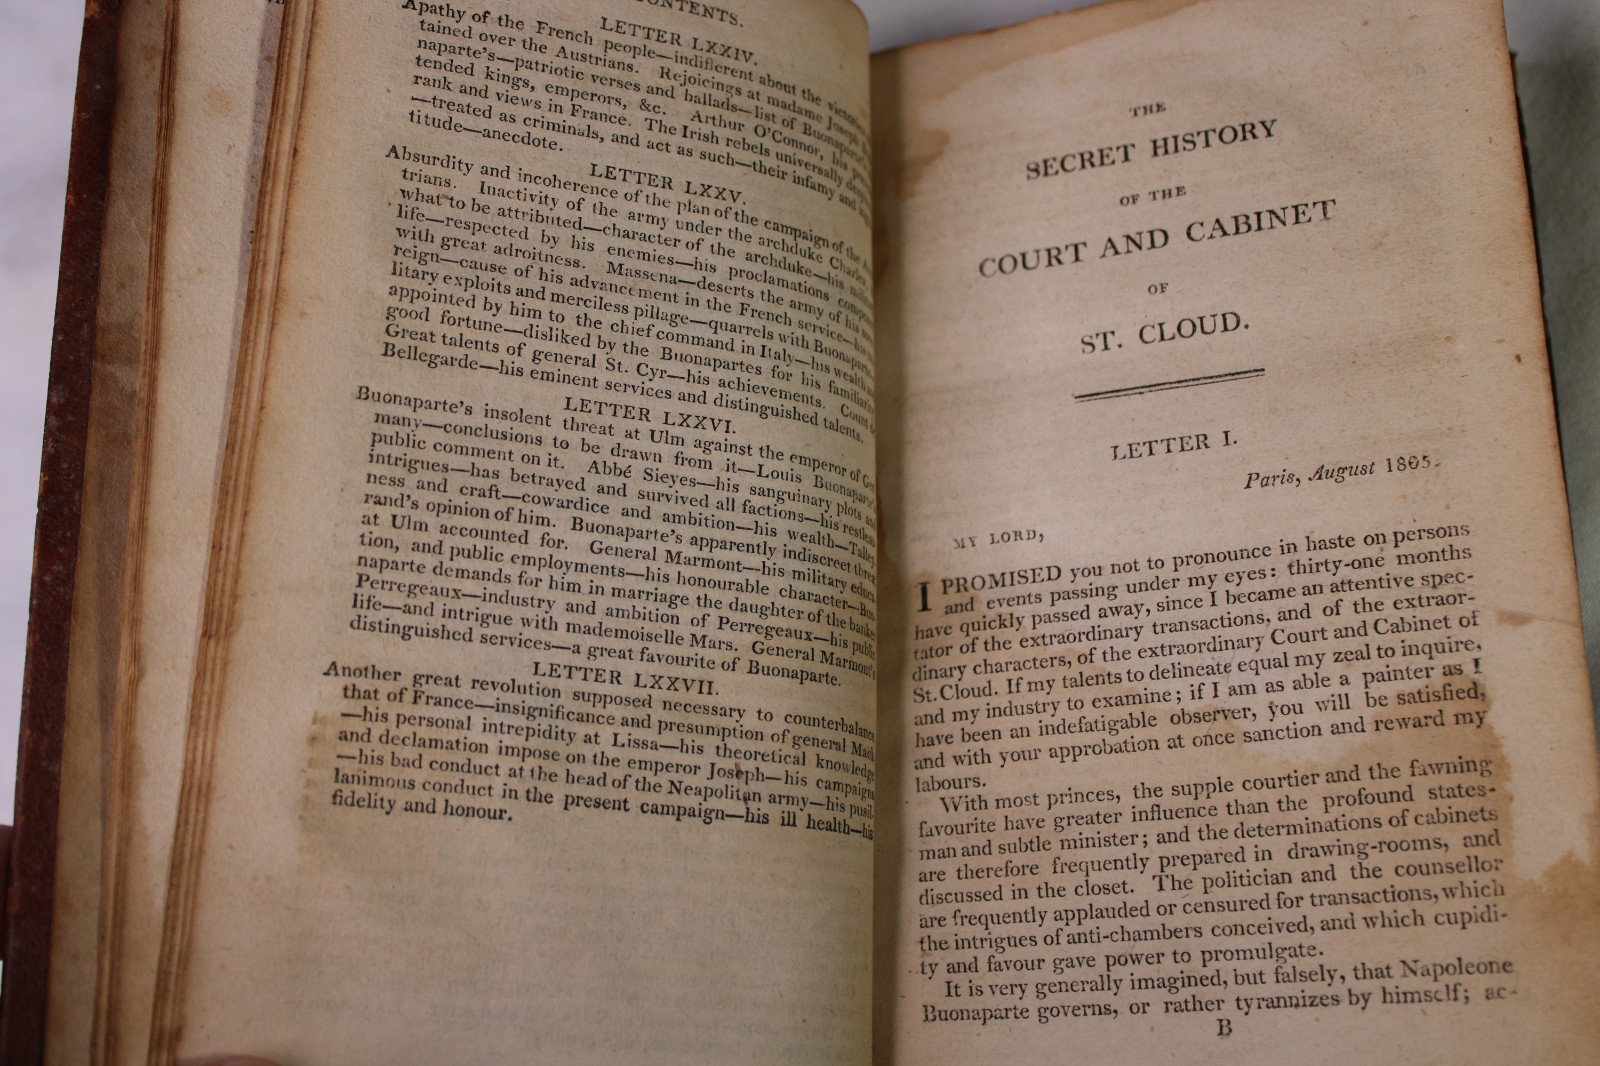 CONTENTS.
LETTER LXXIV.
Apathy of the French people—indifferent about the victories
tained over the Austrians. Rejoicings at madame Joseph
naparte's—patriotic verses and ballads—list of Buonaparte's
tended kings, emperors, &c. Arthur O'Connor, his
rank and views in France. The Irish rebels universally
—treated as criminals, and act as such—their infamy and
titude—anecdote.
LETTER LXXV.
Absurdity and incoherence of the plan of the campaign of the
trians. Inactivity of the army under the archduke Charles
what to be attributed—character of the archduke—his
life—respected by his enemies—his proclamations
with great adroitness. Massena—deserts the army of his
reign—cause of his advancement in the French service—his
litary exploits and merciless pillage—quarrels with Buonaparte
appointed by him to the chief command in Italy—his wealth
good fortune—disliked by the Buonapartes for his
Great talents of general St. Cyr—his achievements. Count
Bellegarde—his eminent services and distinguished talents.
LETTER LXXVI.
Buonaparte's insolent threat at Ulm against the emperor of Ger
many—conclusions to be drawn from it—Louis Buonaparte's
public comment on it. Abbé Sieyes—his sanguinary plots and
intrigues—has betrayed and survived all factions—his restless
ness and craft—cowardice and ambition—his wealth—Talley
rand's opinion of him. Buonaparte's apparently indiscreet threat
at Ulm accounted for. General Marmont—his military educa
tion, and public employments—his honourable character—Buo
naparte demands for him in marriage the daughter of the banker
Perregeaux—industry and ambition of Perregeaux—his public
life—and intrigue with mademoiselle Mars. General Marmont's
distinguished services—a great favourite of Buonaparte.
LETTER LXXVII.
Another great revolution supposed necessary to counterbalance
that of France—insignificance and presumption of general Mack
—his personal intrepidity at Lissa—his theoretical knowledge
and declamation impose on the emperor Joseph—his campaigns
—his bad conduct at the head of the Neapolitan army—his pusil-
lanimous conduct in the present campaign—his ill health—his
fidelity and honour.
THE
SECRET HISTORY
OF THE
COURT AND CABINET
OF
ST. CLOUD.
LETTER I.
Paris, August 1805.
MY LORD,
I PROMISED you not to pronounce in haste on persons
and events passing under my eyes: thirty-one months
have quickly passed away, since I became an attentive spec-
tator of the extraordinary transactions, and of the extraor-
dinary characters, of the extraordinary Court and Cabinet of
St. Cloud. If my talents to delineate equal my zeal to inquire,
and my industry to examine; if I am as able a painter as I
have been an indefatigable observer, you will be satisfied,
and with your approbation at once sanction and reward my
labours.
With most princes, the supple courtier and the fawning
favourite have greater influence than the profound states-
man and subtle minister; and the determinations of cabinets
are therefore frequently prepared in drawing-rooms, and
discussed in the closet. The politician and the counsellor
are frequently applauded or censured for transactions, which
the intrigues of anti-chambers conceived, and which cupidi-
ty and favour gave power to promulgate.
It is very generally imagined, but falsely, that Napoleone
Buonaparte governs, or rather tyrannizes by himself; ac-
B